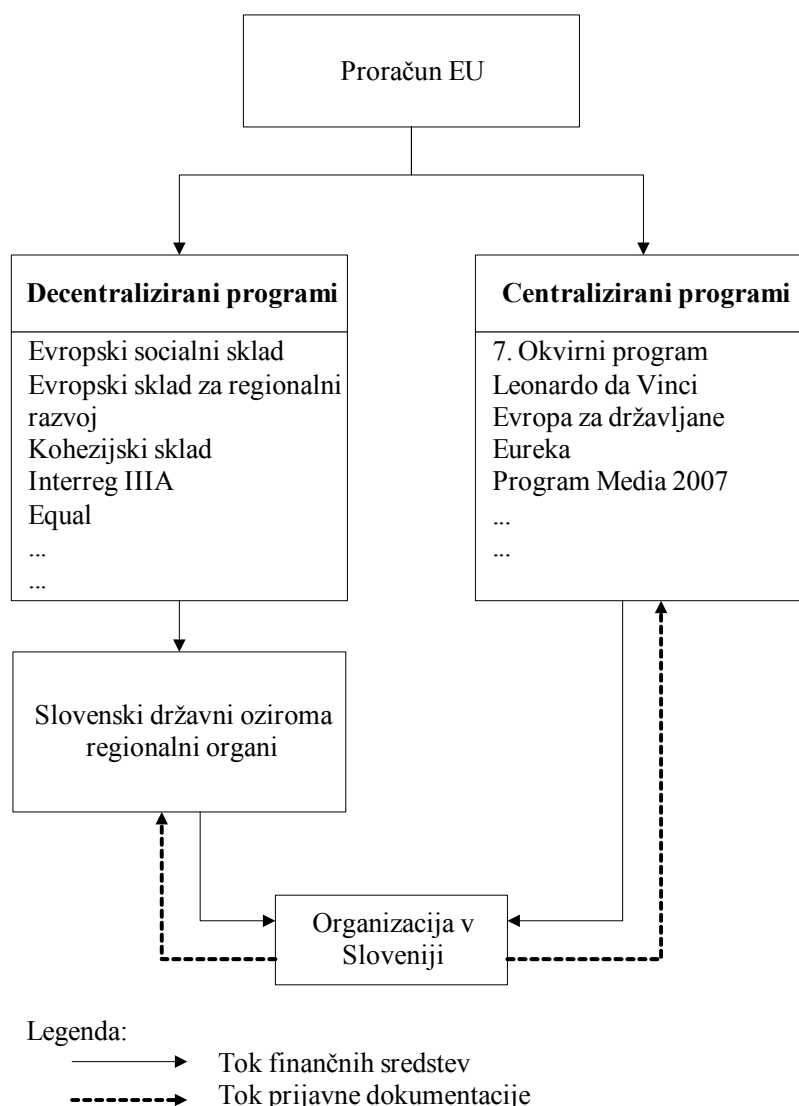 Proračun EU
Decentralizirani programi
Evropski socialni sklad
Evropski sklad za regionalni
razvoj
Kohezijski sklad
Interreg IIIA
Equal
...
...
Centralizirani programi
7. Okvirni program
Leonardo da Vinci
Evropa za državljane
Eureka
Program Media 2007
...
...
Slovenski državni oziroma
regionalni organi
Organizacija v
Sloveniji
Legenda:
Tok finančnih sredstev
Tok prijavne dokumentacije